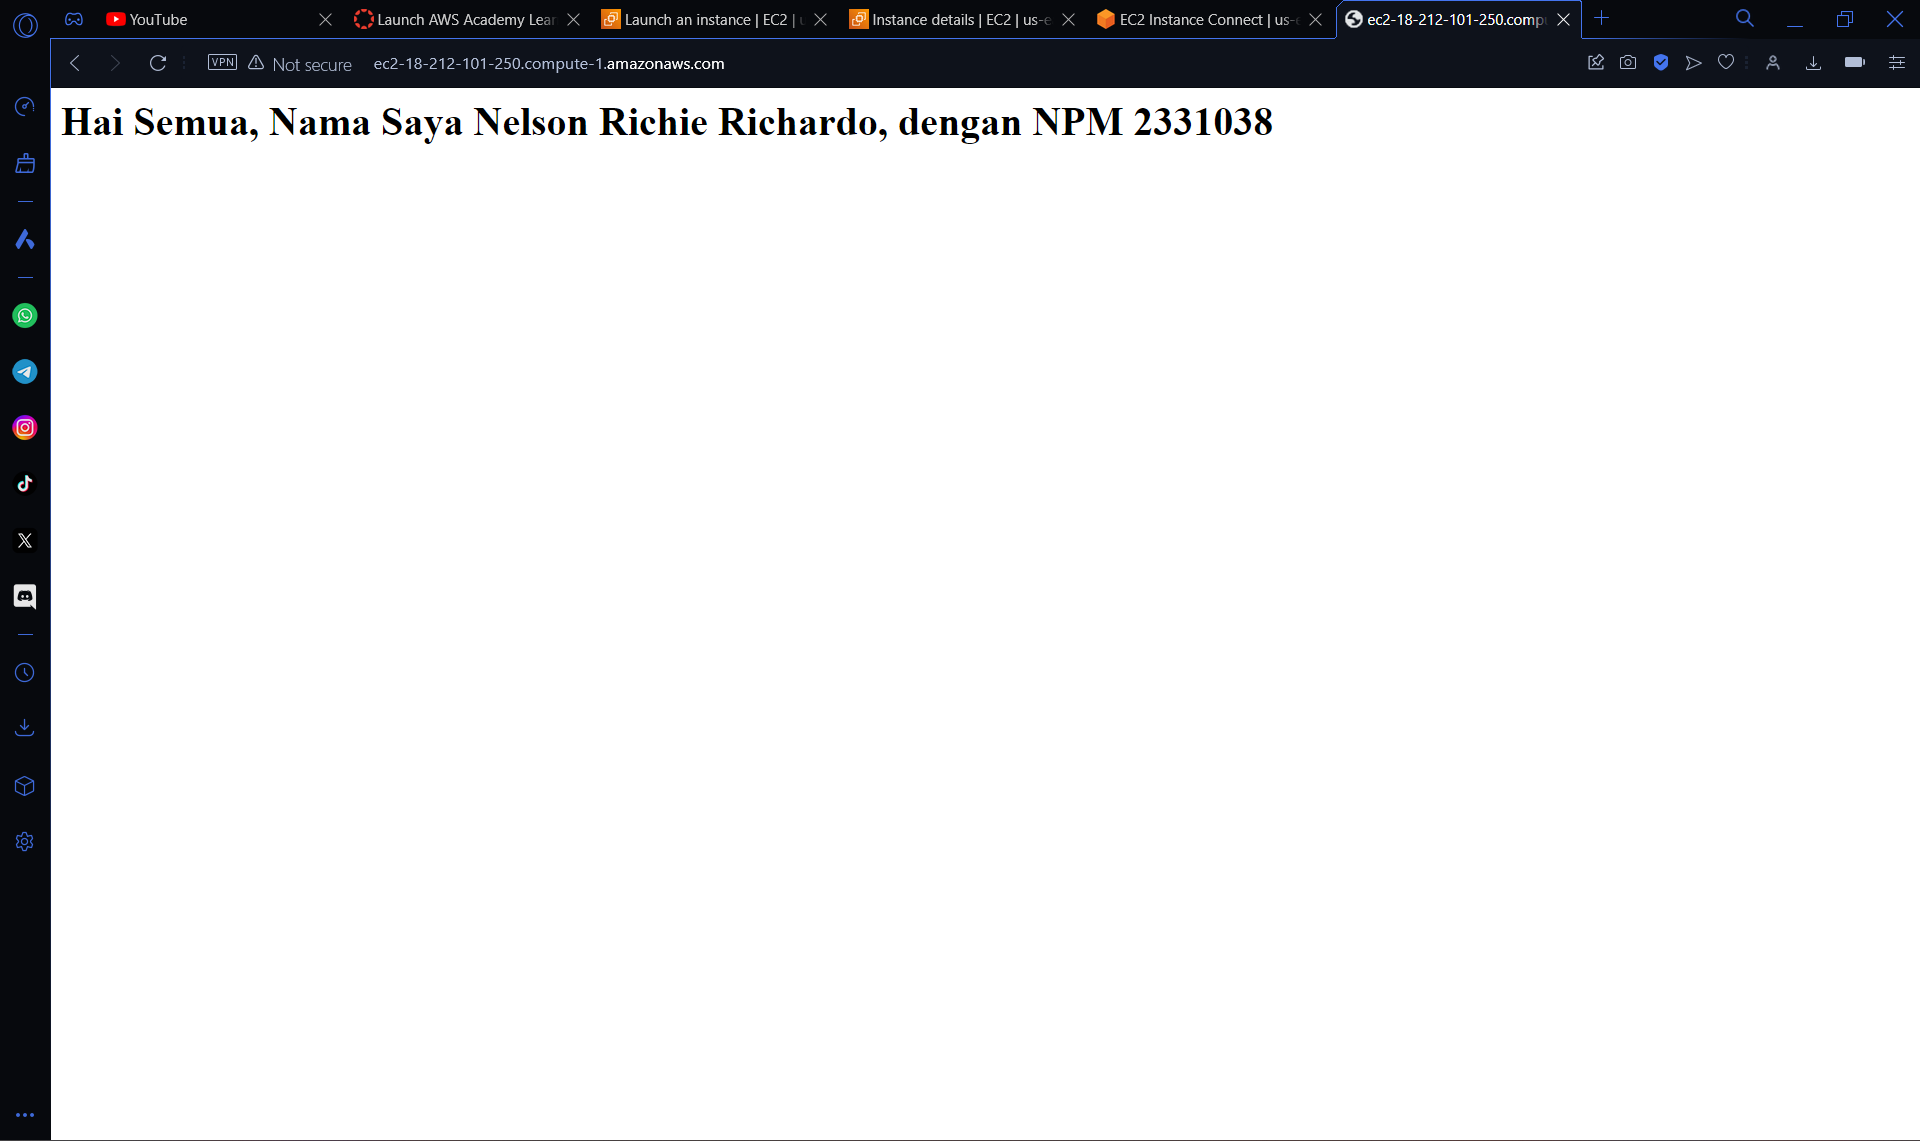 YouTube
Launch AWS Academy Lear
Launch an instance | EC2 | u
Instance details | EC2 | us-e
EC2 Instance Connect | us-e
ec2-18-212-101-250.compu
VPN
Not secure
ec2-18-212-101-250.compute-1.amazonaws.com
Hai Semua, Nama Saya Nelson Richie Richardo, dengan NPM 2331038